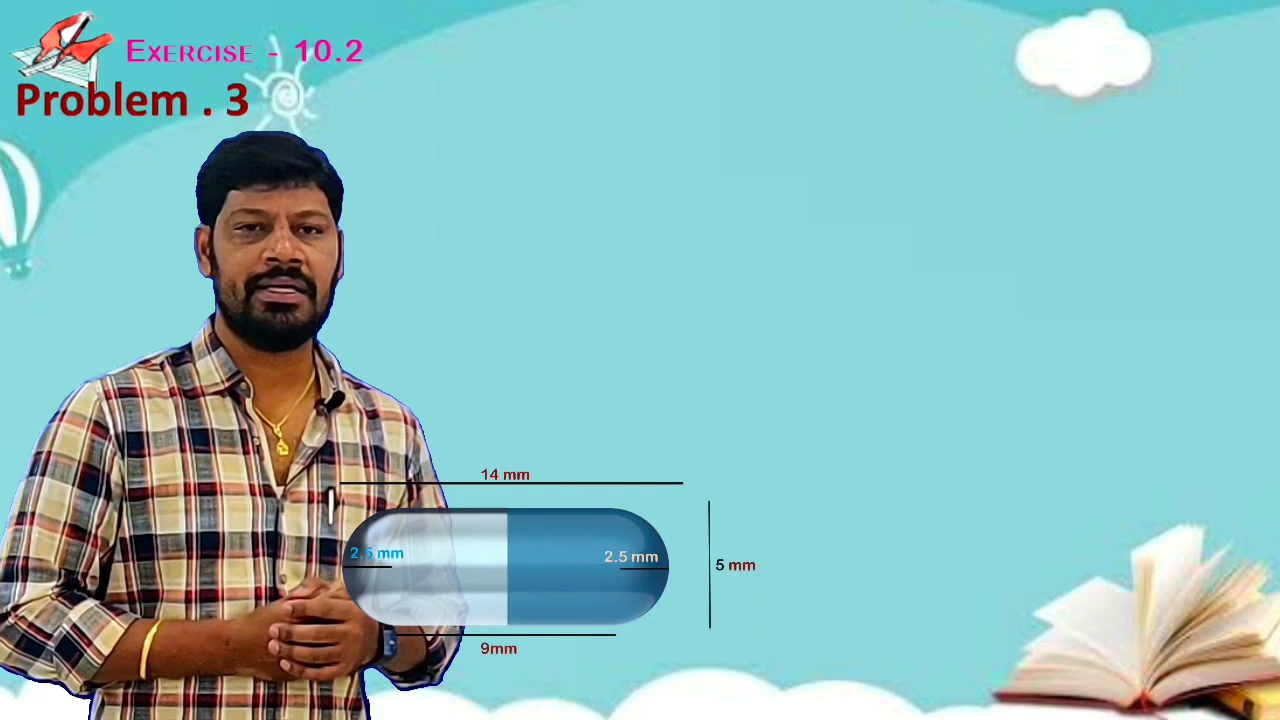 Exercise - 10.2
Problem . 3
14 mm
2.5 mm
2.5 mm
5 mm
9mm